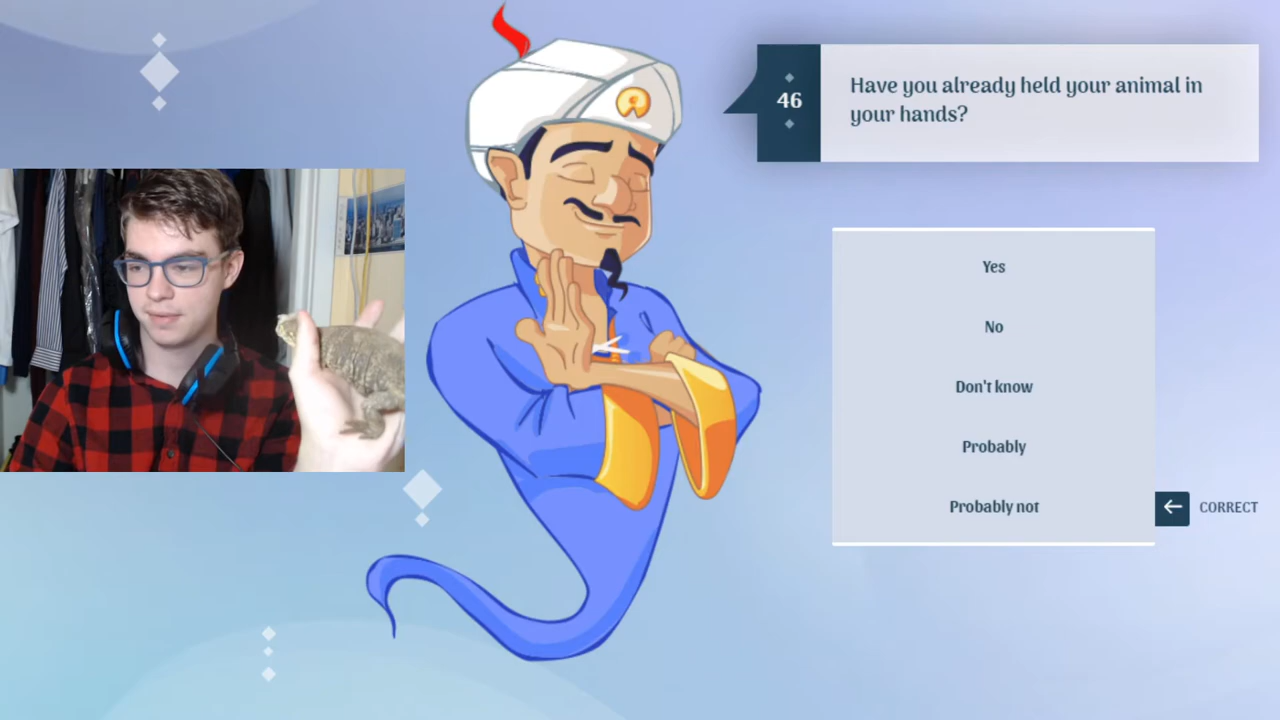 46
Have you already held your animal in
your hands?
Yes
No
Don't know
Probably
Probably not
CORRECT